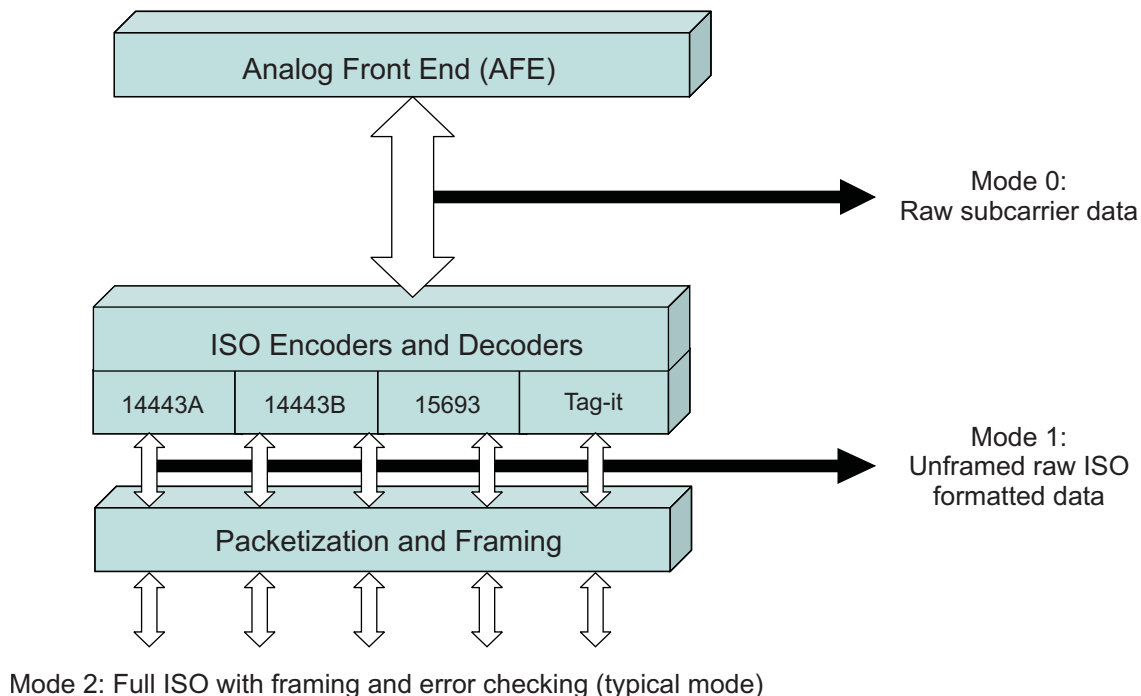 Analog Front End (AFE)
Mode 0:
Raw subcarrier data
ISO Encoders and Decoders
14443A
14443B
15693
Tag-it
Mode 1:
Unframed raw ISO
formatted data
Packetization and Framing
Mode 2: Full ISO with framing and error checking (typical mode)